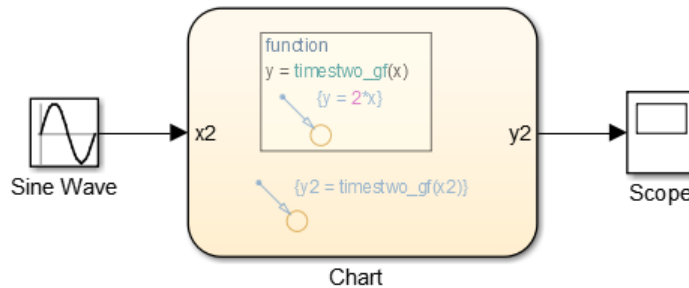 function
y = timestwo_gf(x)
{y = 2*x}
x2
y2
Sine Wave
{y2 = timestwo_gf(x2)}
Scope
Chart